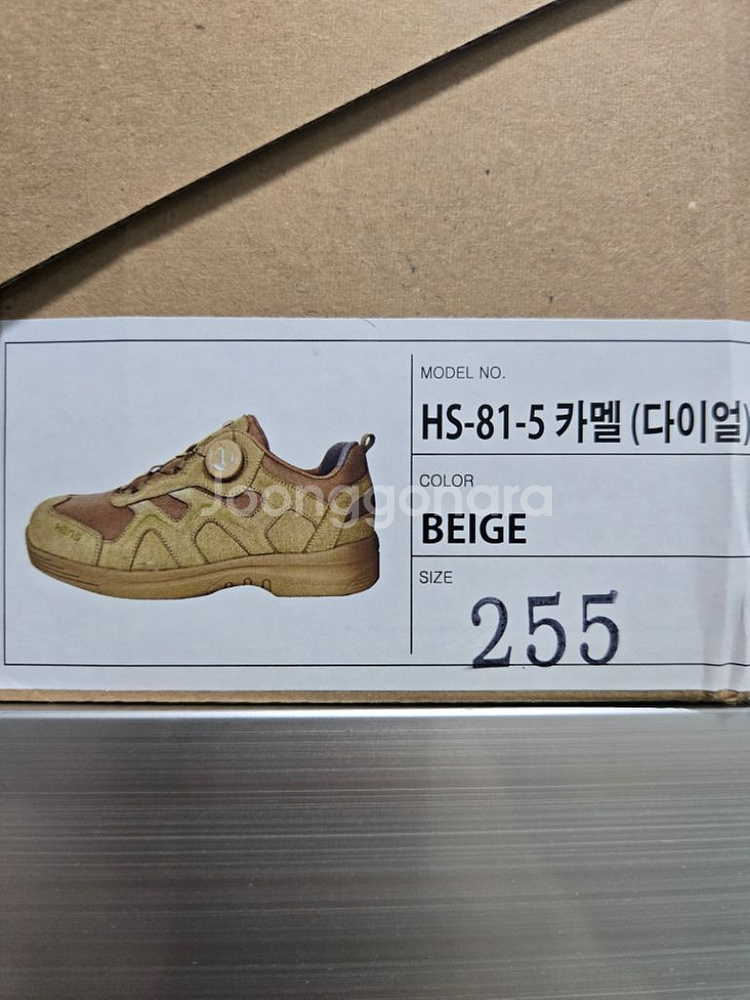 MODEL NO.
HS-81-5 카멜 (다이얼)
COLOR
BEIGE
SIZE
255
Joonggonara